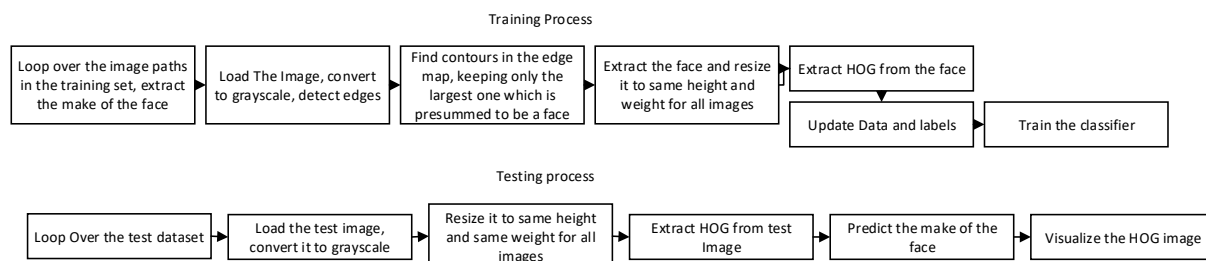 Training Process
Loop over the image paths
in the training set, extract
the make of the face
Load The Image, convert
to grayscale, detect edges
Find contours in the edge
map, keeping only the
largest one which is
presummed to be a face
Extract the face and resize
it to same height and
weight for all images
Extract HOG from the face
Update Data and labels
Train the classifier
Testing process
Loop Over the test dataset
Load the test image,
convert it to grayscale
Resize it to same height
and same weight for all
images
Extract HOG from test
Image
Predict the make of the
face
Visualize the HOG image